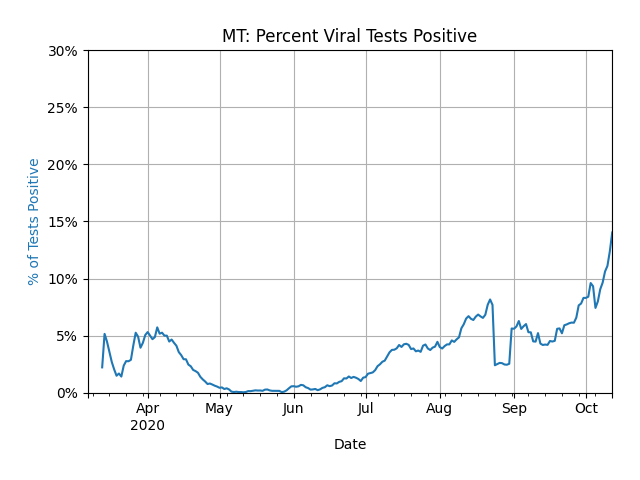 MT: Percent Viral Tests Positive
30%
25%
20%
15%
10%
5%
0%
% of Tests Positive
Apr May Jun Jul Aug Sep Oct
2020
Date